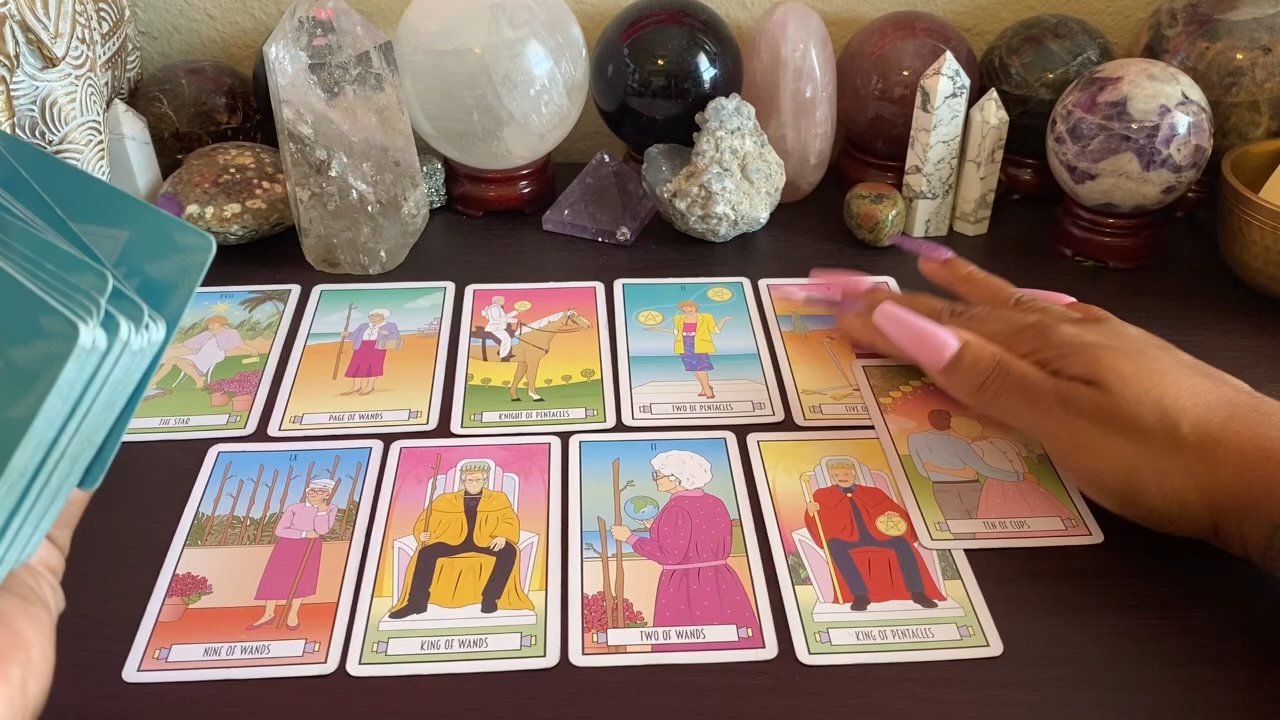 XVII
THE STAR
PAGE OF WANDS
KNIGHT OF PENTACLES
II
TWO OF PENTACLES
FIVE O
TEN OF CUPS
IX
NINE OF WANDS
KING OF WANDS
II
TWO OF WANDS
KING OF PENTACLES